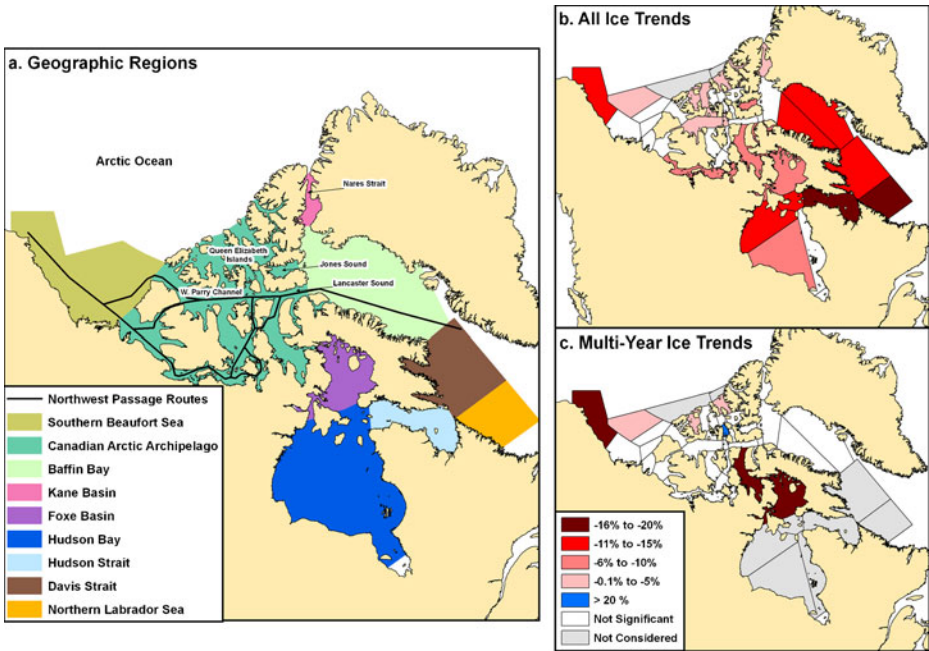 a. Geographic Regions
Arctic Ocean
Nares Strait
Queen Elizabeth
Islands
Jones Sound
W. Parry Channel
Lancaster Sound
Northwest Passage Routes
Southern Beaufort Sea
Canadian Arctic Archipelago
Baffin Bay
Kane Basin
Foxe Basin
Hudson Bay
Hudson Strait
Davis Strait
Northern Labrador Sea
b. All Ice Trends
c. Multi-Year Ice Trends
-16% to -20%
-11% to -15%
-6% to -10%
-0.1% to -5%
> 20 %
Not Significant
Not Considered